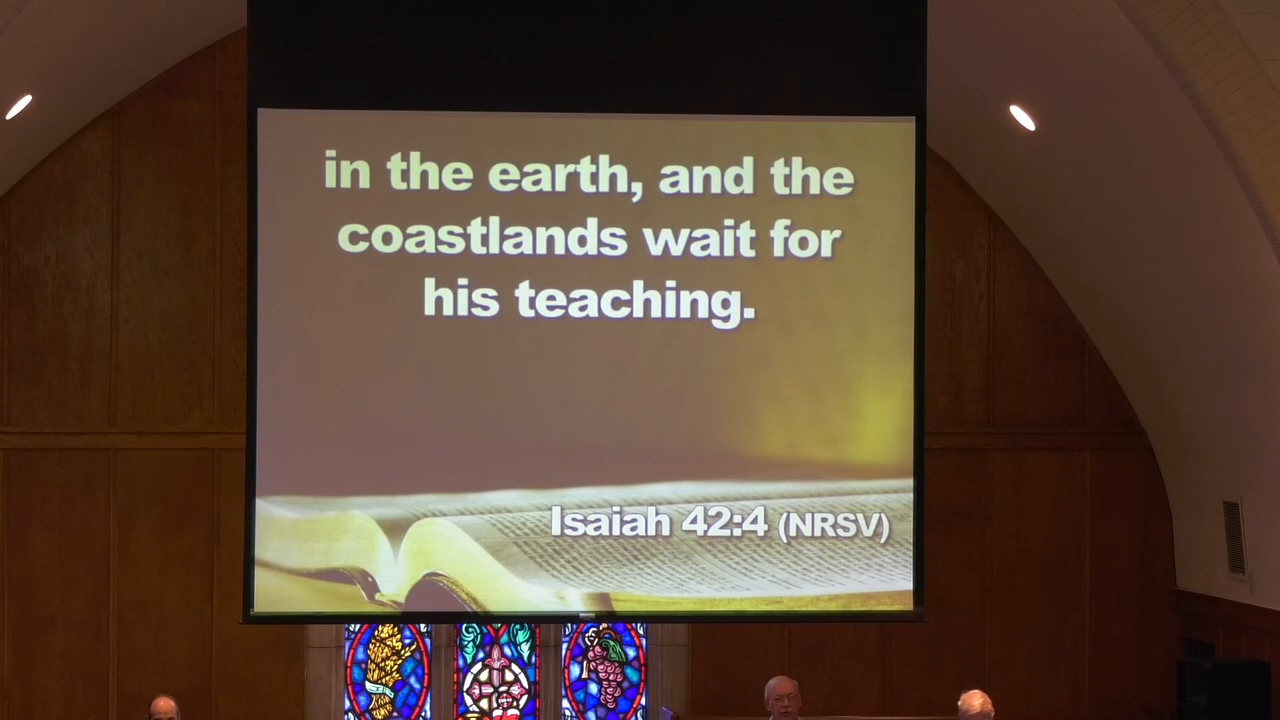 in the earth, and the
coastlands wait for
his teaching.
Isaiah 42:4 (NRSV)